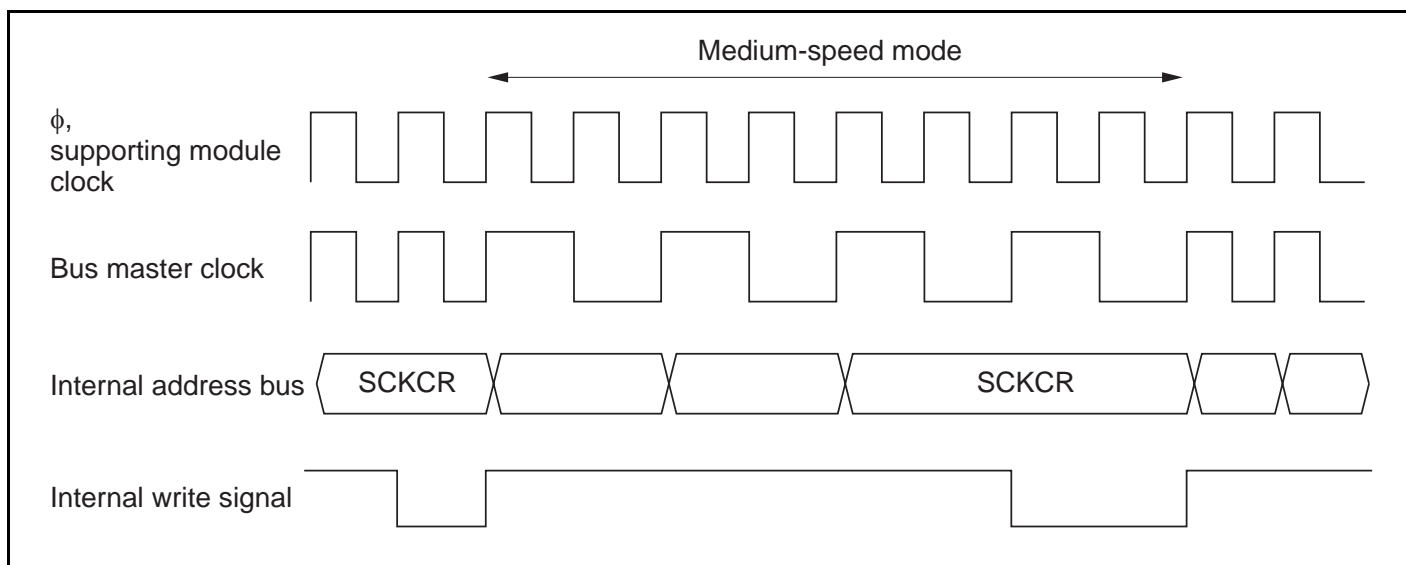 Medium-speed mode
ϕ,
supporting module
clock
Bus master clock
Internal address bus
SCKCR
SCKCR
Internal write signal